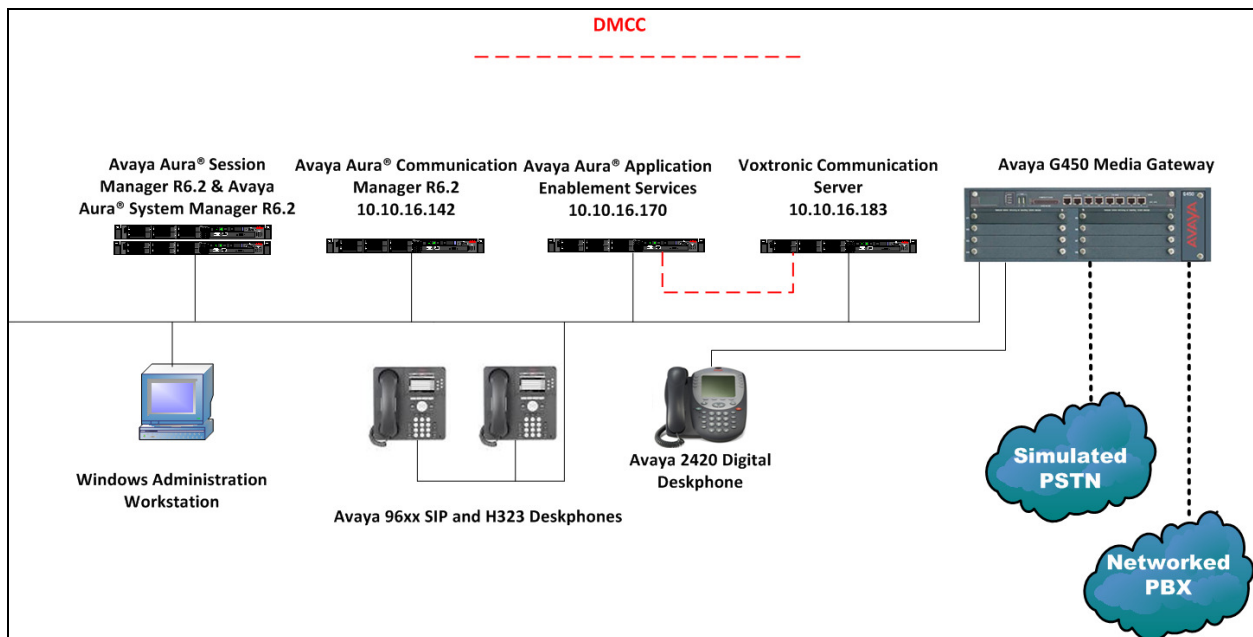 DMCC
Avaya Aura® Session
Manager R6.2 & Avaya
Aura® System Manager R6.2
Avaya Aura® Communication
Manager R6.2
10.10.16.142
Avaya Aura® Application
Enablement Services
10.10.16.170
Voxtronic Communication
Server
10.10.16.183
Avaya G450 Media Gateway
AVAYA
Windows Administration
Workstation
Avaya 96xx SIP and H323 Deskphones
Avaya 2420 Digital
Deskphone
Simulated
PSTN
Networked
PBX